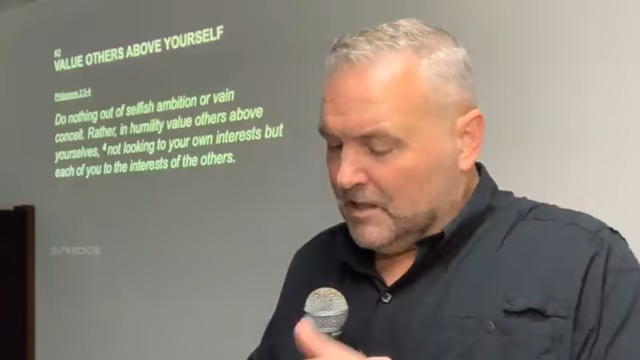 #2
VALUE OTHERS ABOVE YOURSELF
Philippians 2:3-4
Do nothing out of selfish ambition or vain
conceit. Rather, in humility value others above
yourselves, 4 not looking to your own interests but
each of you to the interests of the others.